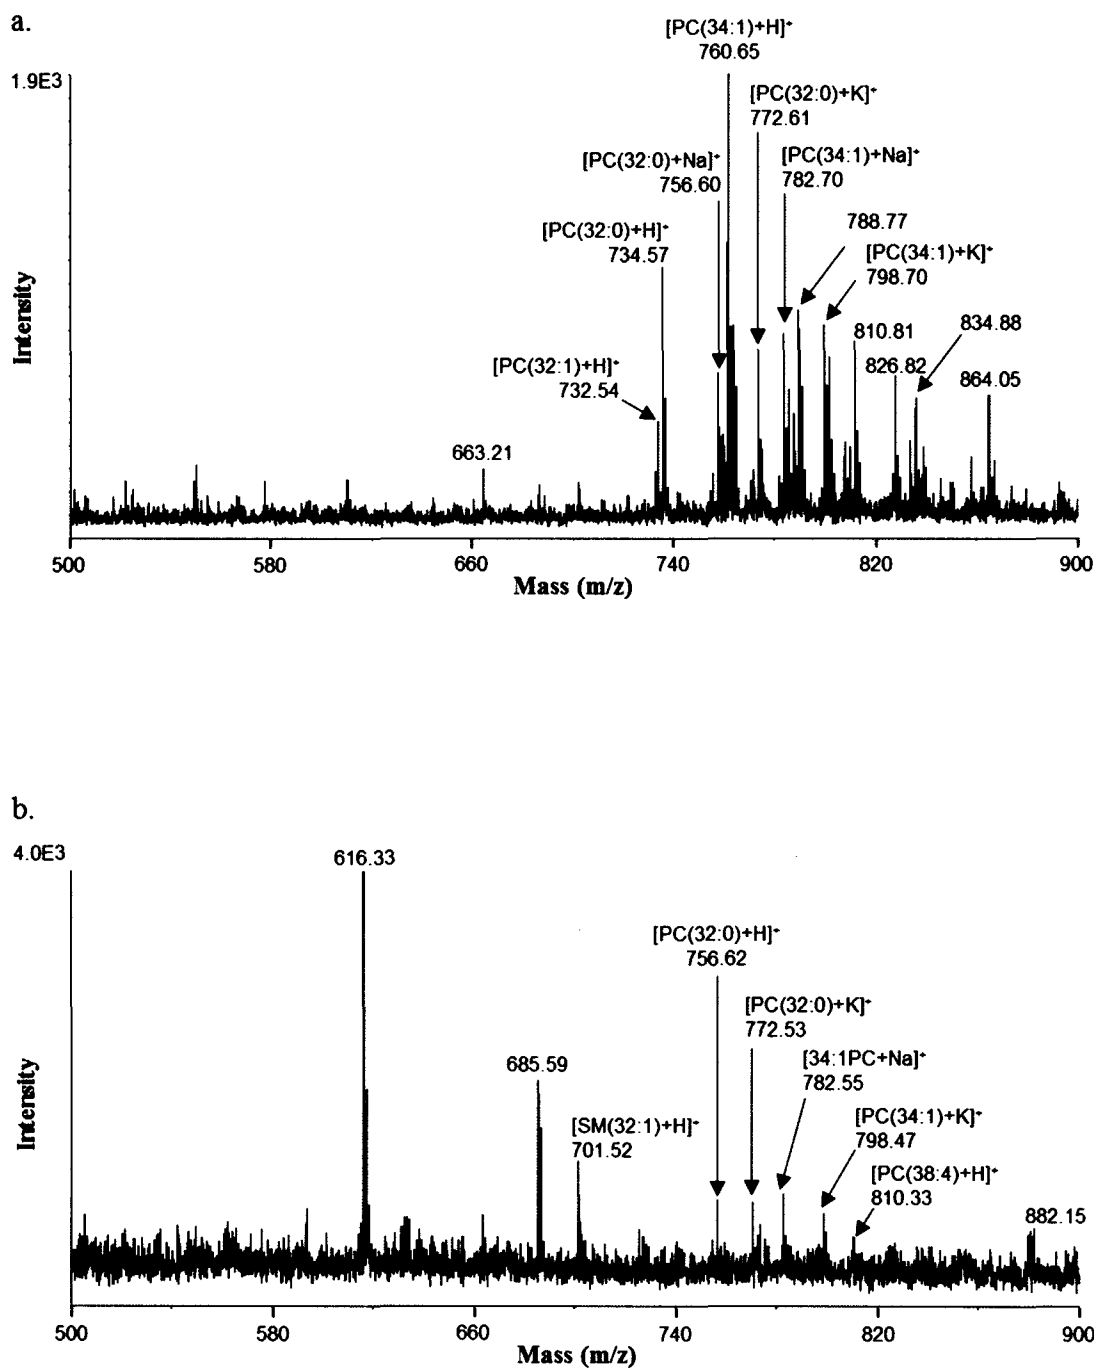 a.
[PC(34:1)+H]+
760.65
1.9E3
[PC(32:0)+K]+
772.61
[PC(32:0)+Na]+
756.60
[PC(34:1)+Na]+
782.70
788.77
[PC(32:0)+H]+
734.57
[PC(34:1)+K]+
798.70
810.81
834.88
826.82
864.05
[PC(32:1)+H]+
732.54
663.21
Intensity
500
580
660
740
820
900
Mass (m/z)
b.
4.0E3
616.33
[PC(32:0)+H]+
756.62
[PC(32:0)+K]+
772.53
685.59
[34:1PC+Na]+
782.55
[SM(32:1)+H]+
701.52
[PC(34:1)+K]+
798.47
[PC(38:4)+H]+
810.33
882.15
Intensity
500
580
660
740
820
900
Mass (m/z)